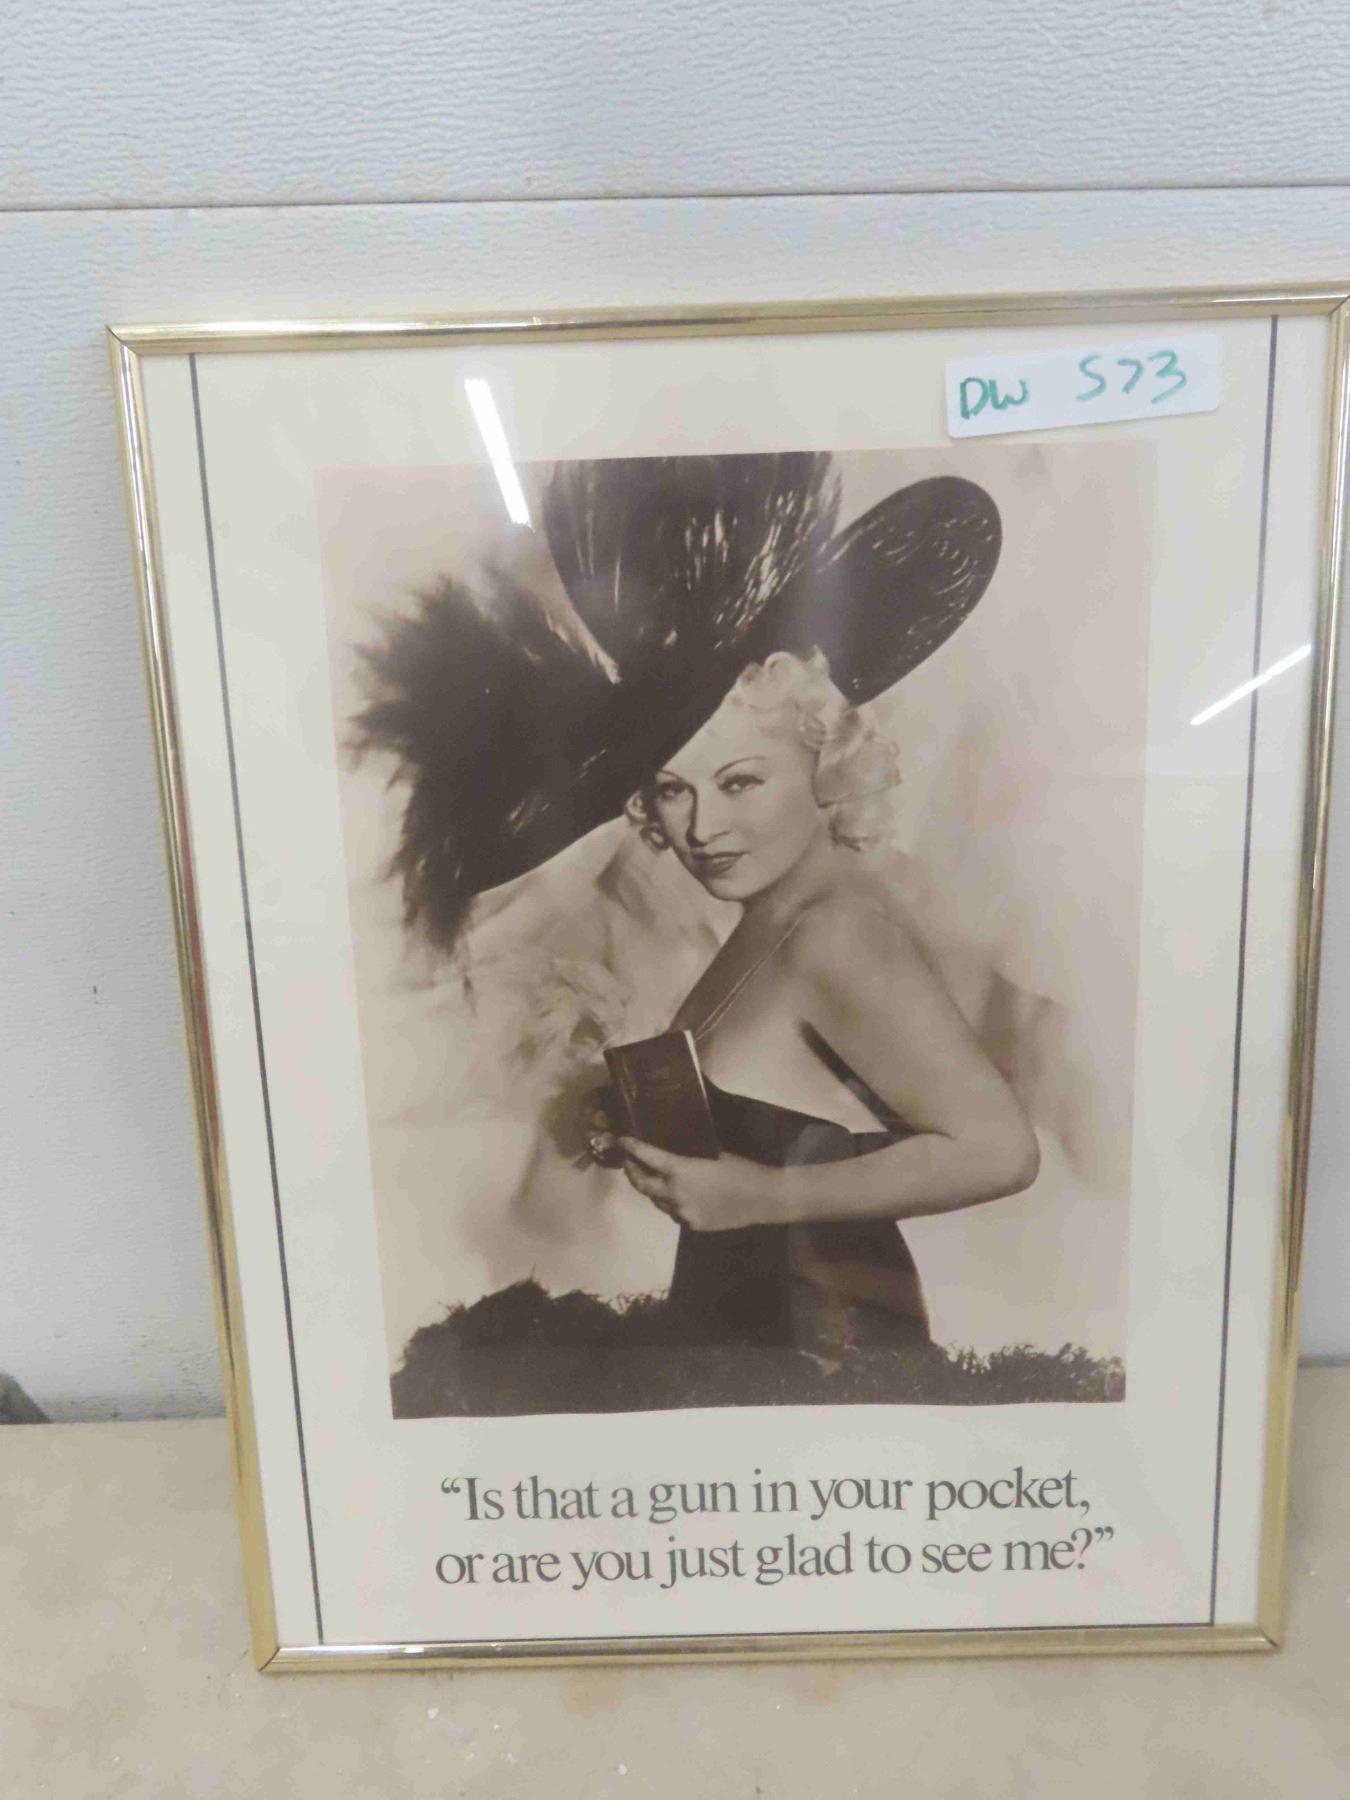 DW 573
“Is that a gun in your pocket,
or are you just glad to see me?”